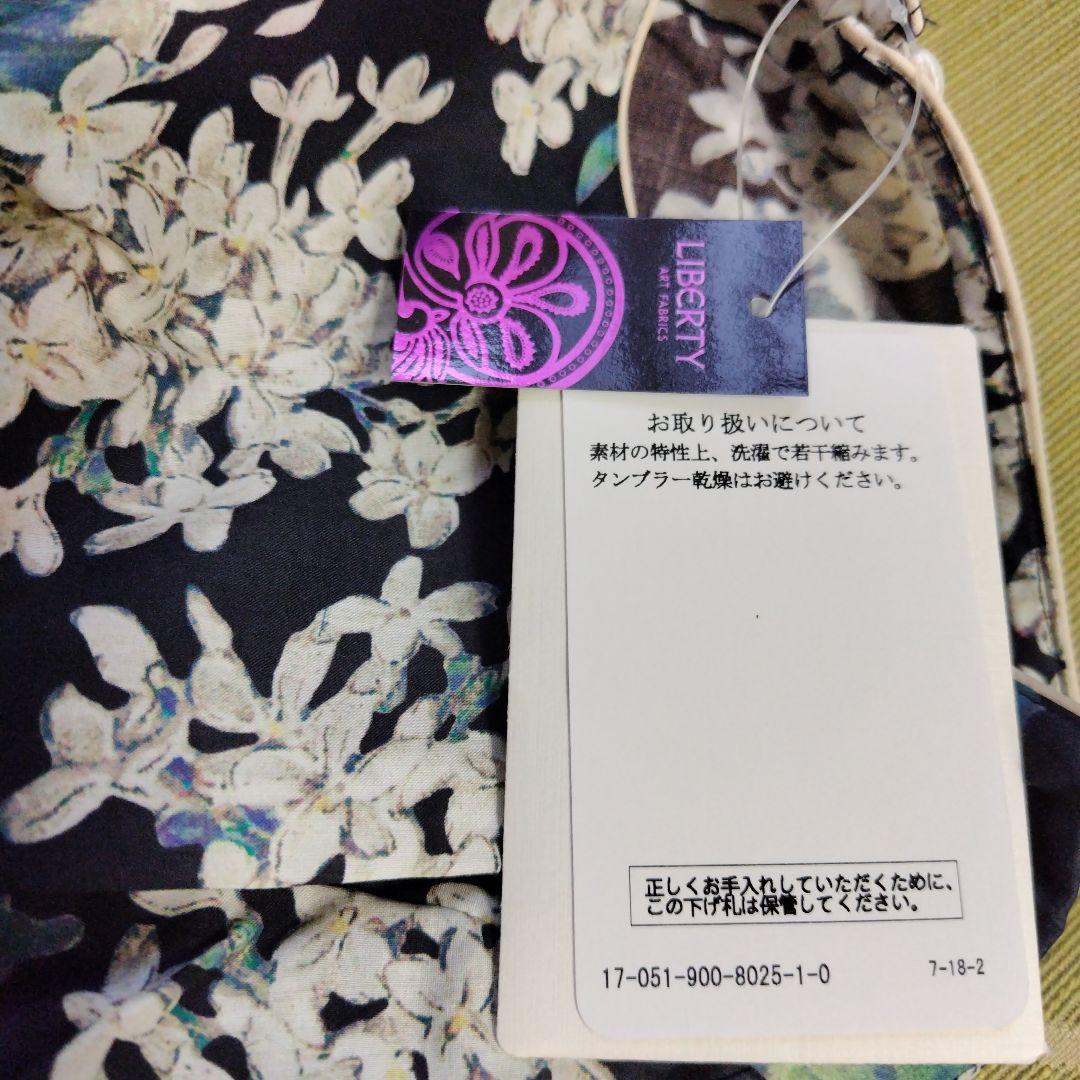 LIBERTY
ART FABRICS
お取り扱いについて
素材の特性上、洗濯で若干縮みます。
タンブラー乾燥はお避けください。
正しくお手入れしていただくために、
この下げ札は保管してください。
17-051-900-8025-1-0
7-18-2